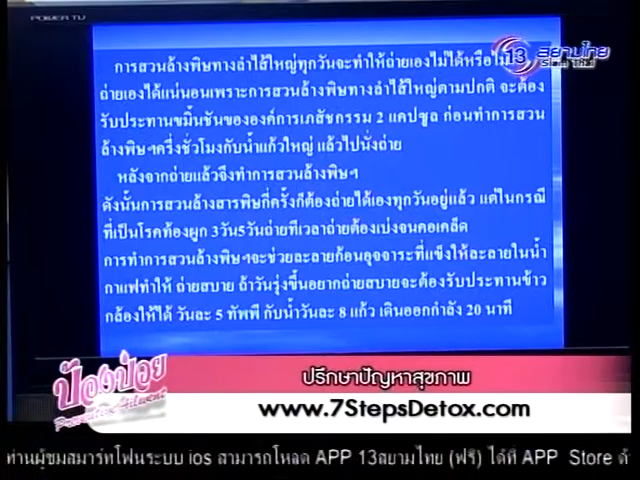 POWER TV
13 สยามไทย
Siam Thai
การสวนล้างพิษทางลำไส้ใหญ่ทุกวันจะทำให้ถ่ายเองไม่ได้หรือไม่
ถ่ายเองได้แน่นอนเพราะการสวนล้างพิษทางลำไส้ใหญ่ตามปกติ จะต้อง
รับประทานขมิ้นชันขององค์การเภสัชกรรม 2 แคปซูล ก่อนทำการสวน
ล้างพิษฯครึ่งชั่วโมงกับน้ำแก้วใหญ่ แล้วไปนั่งถ่าย
หลังจากถ่ายแล้วจึงทำการสวนล้างพิษฯ
ดังนั้นการสวนล้างสารพิษกี่ครั้งก็ต้องถ่ายได้เองทุกวันอยู่แล้ว แต่ในกรณี
ที่เป็นโรคท้องผูก 3วัน5วันถ่ายทีเวลาถ่ายต้องเบ่งจนคอเคล็ด
การทำการสวนล้างพิษฯจะช่วยละลายก้อนอุจจาระที่แข็งให้ละลายในน้ำ
กาแฟทำให้ ถ่ายสบาย ถ้าวันรุ่งขึ้นอยากถ่ายสบายจะต้องรับประทานข้าว
กล้องให้ได้ วันละ 5 ทัพพี กับน้ำวันละ 8 แก้ว เดินออกกำลัง 20 นาที
ป้องป่วย
ปรึกษาปัญหาสุขภาพ
www.7StepsDetox.com
ท่านผู้ชมสมาร์ทโฟนระบบ ios สามารถโหลด APP 13สยามไทย (ฟรี) ได้ที่ APP Store ด้